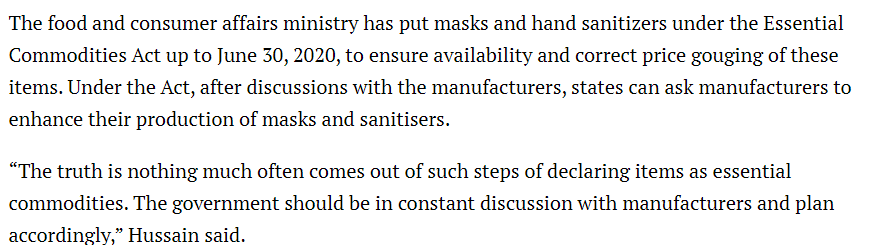 The food and consumer affairs ministry has put masks and hand sanitizers under the Essential
Commodities Act up to June 30, 2020, to ensure availability and correct price gouging of these
items. Under the Act, after discussions with the manufacturers, states can ask manufacturers to
enhance their production of masks and sanitisers.
“The truth is nothing much often comes out of such steps of declaring items as essential
commodities. The government should be in constant discussion with manufacturers and plan
accordingly,” Hussain said.